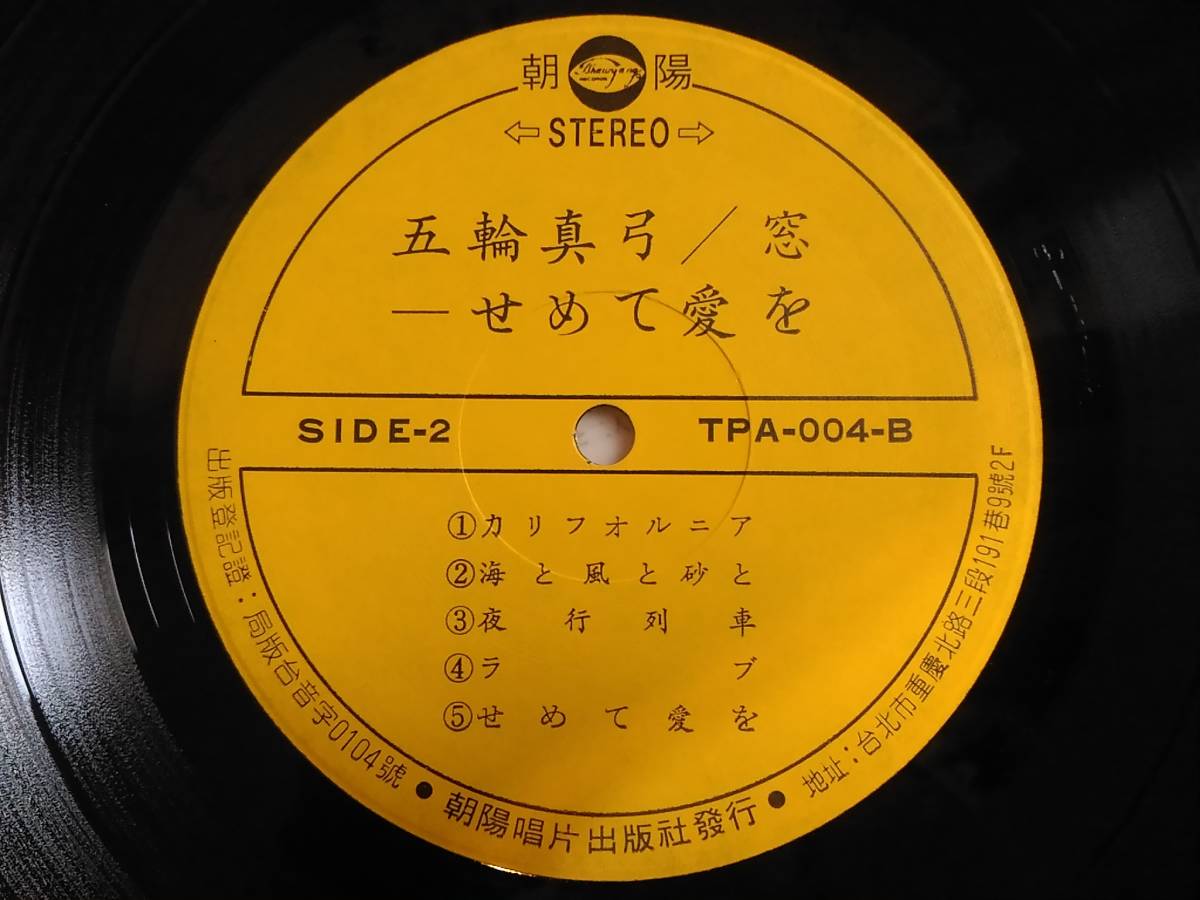 朝 陽
⇦ STEREO ⇨
五輪真弓／窓
—せめて愛を
SIDE-2
TPA-004-B
①カリフオルニア
②海と風と砂と
③夜行列車
④ラブ
⑤せめて愛を
出版登記證：局版台音字0104號 ● 朝陽唱片出版社發行 ● 地址：台北市重慶北路三段191巷9號2F